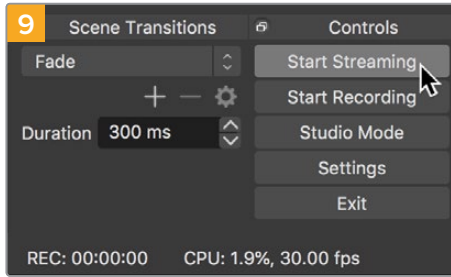 9
Scene Transitions
Controls
Fade
Start Streaming
Start Recording
Duration 300 ms
Studio Mode
Settings
Exit
REC: 00:00:00 CPU: 1.9%, 30.00 fps